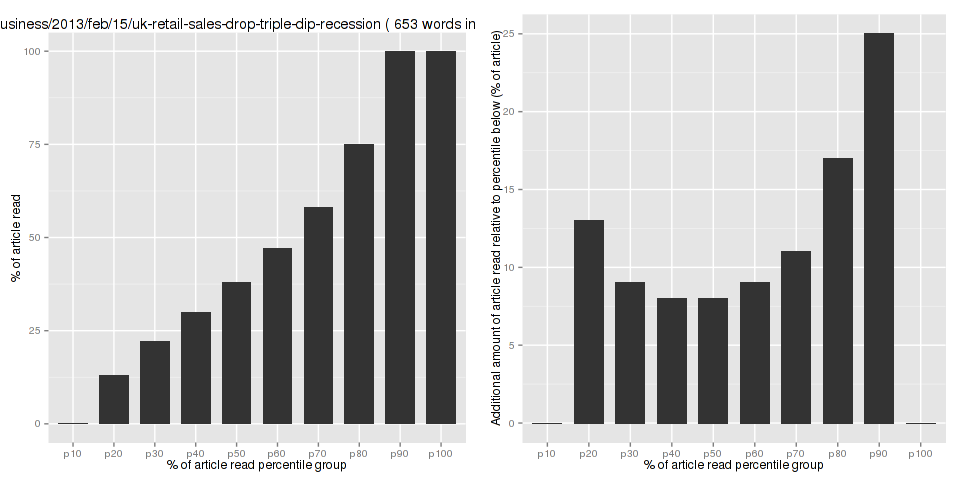 usiness/2013/feb/15/uk-retail-sales-drop-triple-dip-recession ( 653 words in
% of article read
100
75
50
25
0
p10 p20 p30 p40 p50 p60 p70 p80 p90 p100
% of article read percentile group
Additional amount of article read relative to percentile below (% of article)
25
20
15
10
5
0
p10 p20 p30 p40 p50 p60 p70 p80 p90 p100
% of article read percentile group